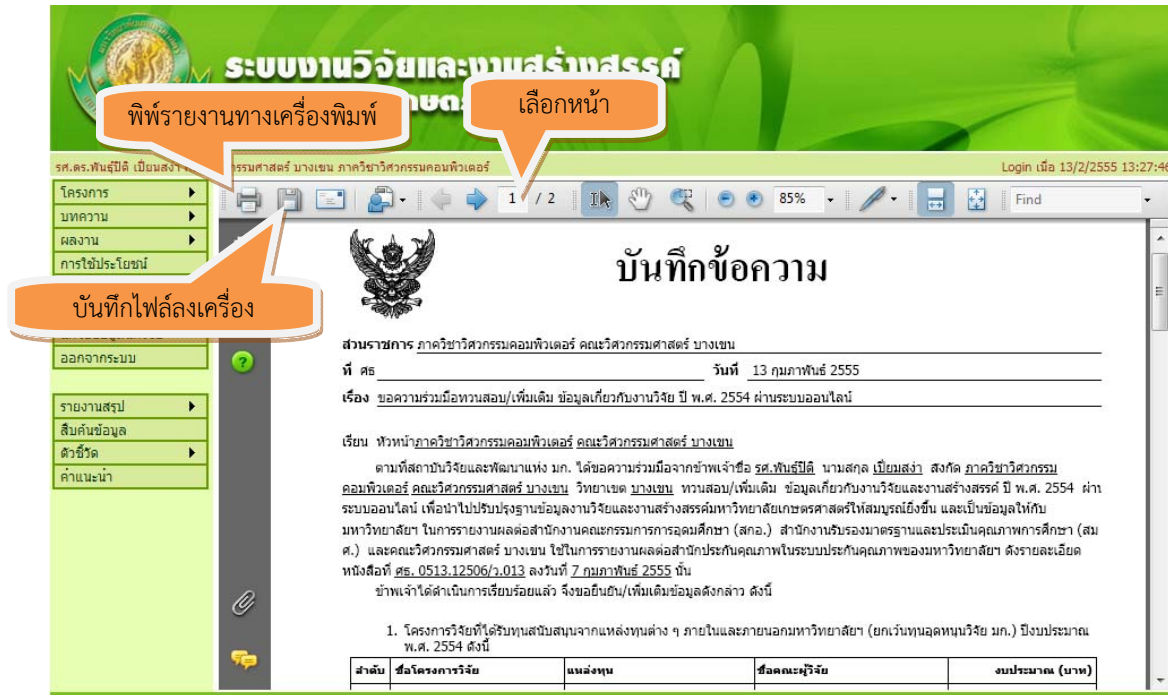 ระบบงานวิจัยและงานสร้างสรรค์
พิพ์รายงานทางเครื่องพิมพ์
เลือกหน้า
รศ.ดร.พันธุ์ปิติ เปี่ยมสง่า
ภาควิชาวิศวกรรมคอมพิวเตอร์
บางเขน
Login เมื่อ 13/2/2555 13:27:46
โครงการ
บทความ
ผลงาน
การใช้ประโยชน์
ออกจากระบบ
รายงานสรุป
สืบค้นข้อมูล
ตัวชี้วัด
คำแนะนำ
บันทึกไฟล์ลงเครื่อง
1 / 2
85%
Find
บันทึกข้อความ
ส่วนราชการ ภาควิชาวิศวกรรมคอมพิวเตอร์ คณะวิศวกรรมศาสตร์ บางเขน
ที่ ศธ วันที่ 13 กุมภาพันธ์ 2555
เรื่อง ขอความร่วมมือทวนสอบ/เพิ่มเติม ข้อมูลเกี่ยวกับงานวิจัย ปี พ.ศ. 2554 ผ่านระบบออนไลน์
เรียน หัวหน้าภาควิชาวิศวกรรมคอมพิวเตอร์ คณะวิศวกรรมศาสตร์ บางเขน
ตามที่สถาบันวิจัยและพัฒนาแห่ง มก. ได้ขอความร่วมมือจากข้าพเจ้าชื่อ รศ.พันธุ์ปิติ นามสกุล เปี่ยมสง่า สังกัด ภาควิชาวิศวกรรม
คอมพิวเตอร์ คณะวิศวกรรมศาสตร์ บางเขน วิทยาเขต บางเขน ทวนสอบ/เพิ่มเติม ข้อมูลเกี่ยวกับงานวิจัยและงานสร้างสรรค์ ปี พ.ศ. 2554 ผ่าน
ระบบออนไลน์ เพื่อนำไปปรับปรุงฐานข้อมูลงานวิจัยและงานสร้างสรรค์มหาวิทยาลัยเกษตรศาสตร์ให้สมบูรณ์ยิ่งขึ้น และเป็นข้อมูลให้กับ
มหาวิทยาลัยฯ ในการรายงานผลต่อสำนักงานคณะกรรมการการอุดมศึกษา (สกอ.) สำนักงานรับรองมาตรฐานและประเมินคุณภาพการศึกษา (สม
ศ.) และคณะวิศวกรรมศาสตร์ บางเขน ใช้ในการรายงานผลต่อสำนักประกันคุณภาพในระบบประกันคุณภาพของมหาวิทยาลัยฯ ดังรายละเอียด
หนังสือที่ ศธ. 0513.12506/ว.013 ลงวันที่ 7 กุมภาพันธ์ 2555 นั้น
ข้าพเจ้าได้ดำเนินการเรียบร้อยแล้ว จึงขอยืนยัน/เพิ่มเติมข้อมูลดังกล่าว ดังนี้
1. โครงการวิจัยที่ได้รับทุนสนับสนุนจากแหล่งทุนต่าง ๆ ภายในและภายนอกมหาวิทยาลัยฯ (ยกเว้นทุนอุดหนุนวิจัย มก.) ปีงบประมาณ
พ.ศ. 2554 ดังนี้
ลำดับ ชื่อโครงการวิจัย แหล่งทุน ชื่อคณะผู้วิจัย งบประมาณ (บาท)